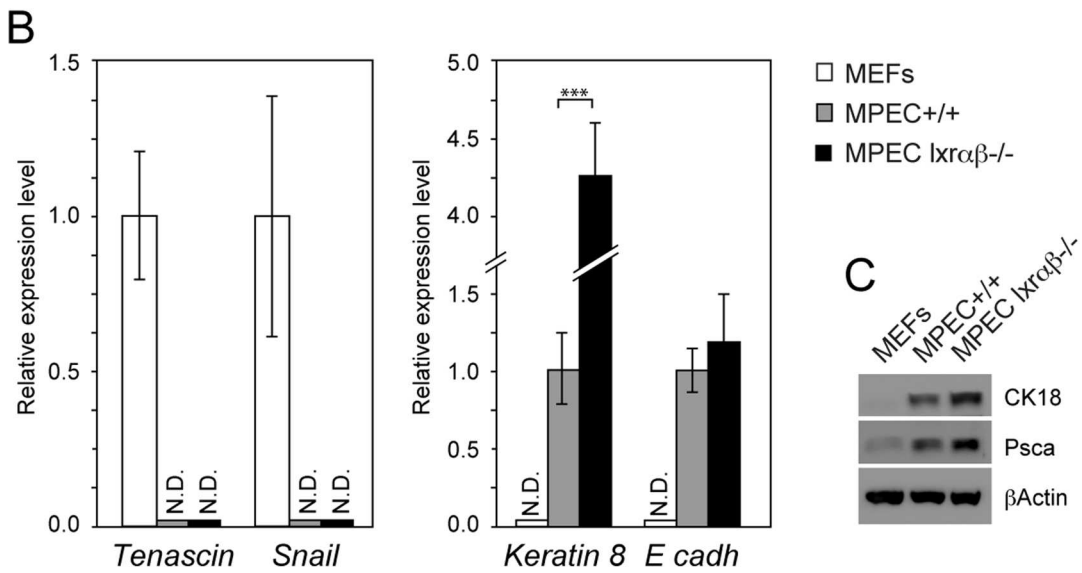 B
Relative expression level
1.5
1.0
0.5
0.0
N.D.
N.D.
N.D.
N.D.
Tenascin
Snail
Relative expression level
5.0
4.5
4.0
1.5
1.0
0.5
0.0
***
N.D.
N.D.
Keratin 8
E cadh
MEFs
MPEC+/+
MPEC lxrαβ-/-
C
MEFs
MPEC+/+
MPEC lxrαβ-/-
CK18
Psca
βActin